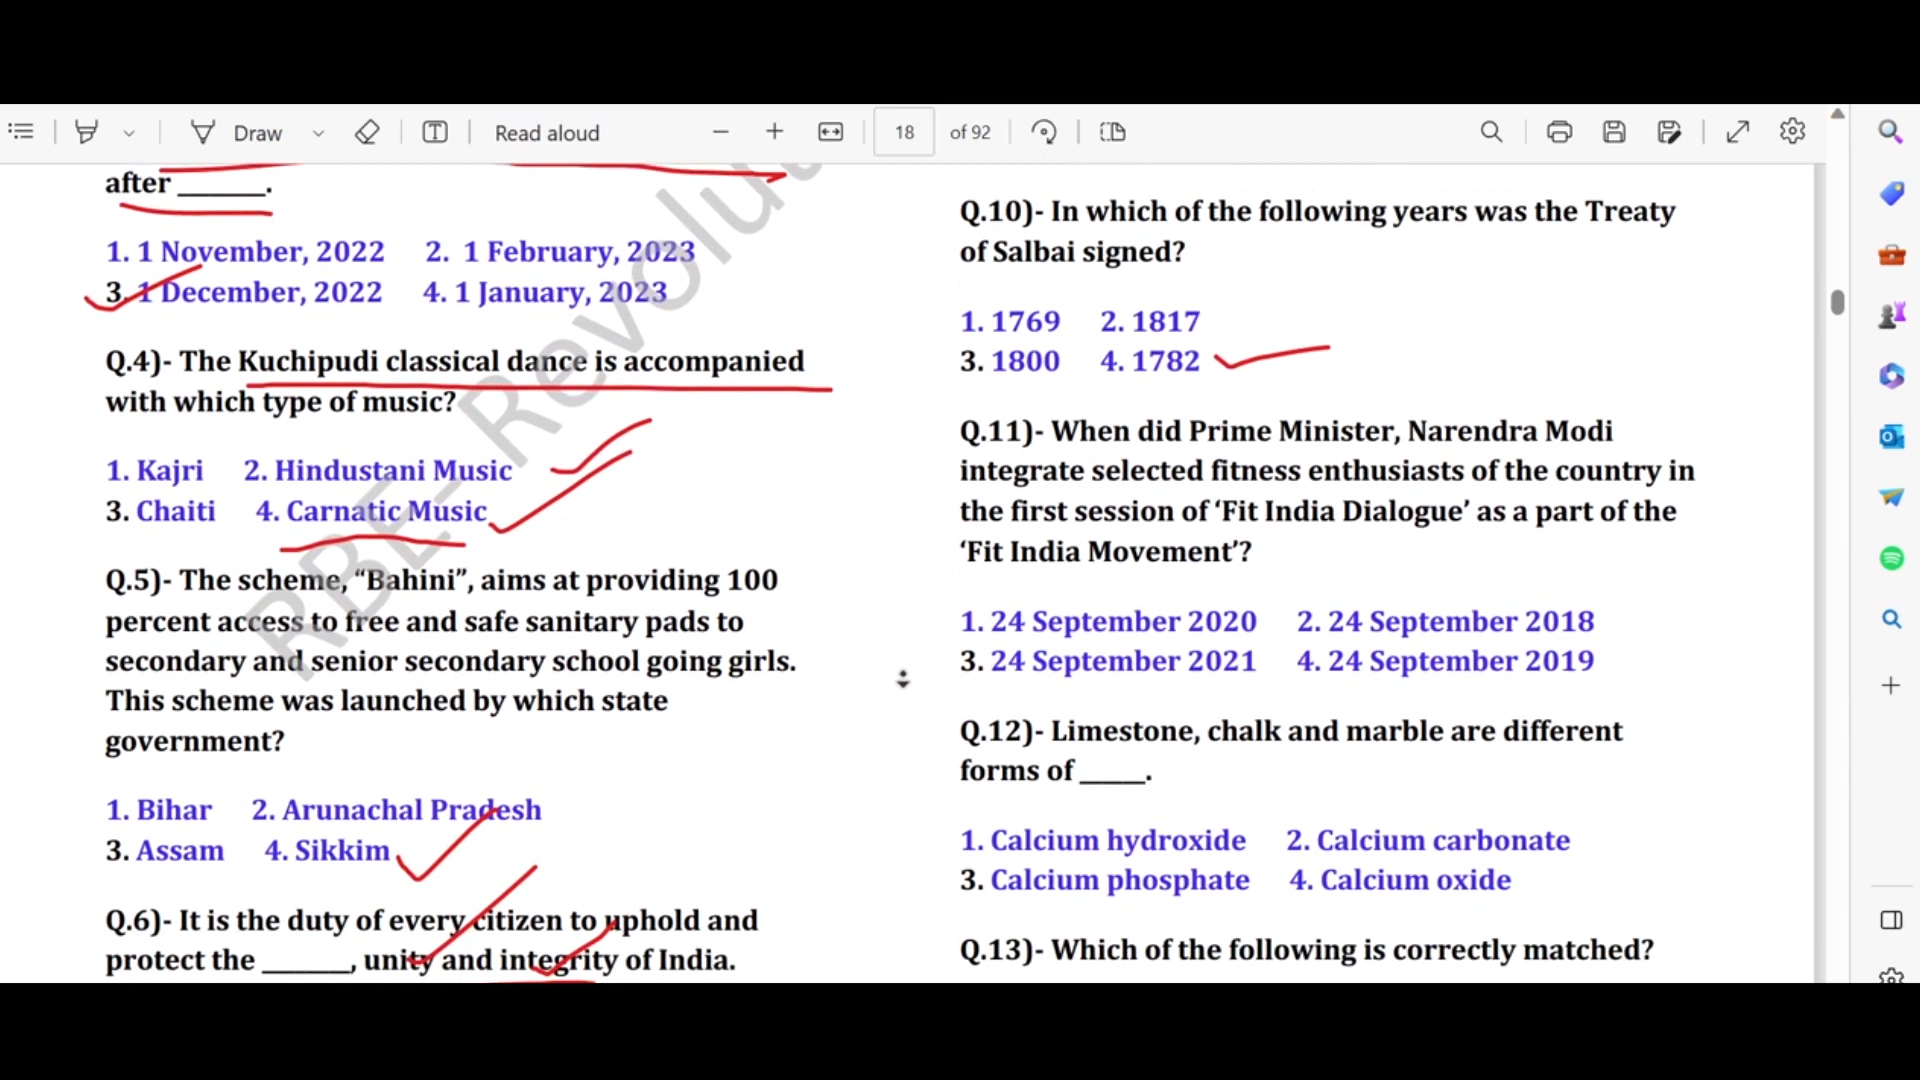 Draw
Read aloud
18 of 92
after ______.
1. 1 November, 2022 2. 1 February, 2023
3. 1 December, 2022 4. 1 January, 2023
Q.4)- The Kuchipudi classical dance is accompanied
with which type of music?
1. Kajri 2. Hindustani Music
3. Chaiti 4. Carnatic Music
Q.5)- The scheme, “Bahini”, aims at providing 100
percent access to free and safe sanitary pads to
secondary and senior secondary school going girls.
This scheme was launched by which state
government?
1. Bihar 2. Arunachal Pradesh
3. Assam 4. Sikkim
Q.6)- It is the duty of every citizen to uphold and
protect the ______, unity and integrity of India.
Q.10)- In which of the following years was the Treaty
of Salbai signed?
1. 1769 2. 1817
3. 1800 4. 1782
Q.11)- When did Prime Minister, Narendra Modi
integrate selected fitness enthusiasts of the country in
the first session of ‘Fit India Dialogue’ as a part of the
‘Fit India Movement’?
1. 24 September 2020 2. 24 September 2018
3. 24 September 2021 4. 24 September 2019
Q.12)- Limestone, chalk and marble are different
forms of _____.
1. Calcium hydroxide 2. Calcium carbonate
3. Calcium phosphate 4. Calcium oxide
Q.13)- Which of the following is correctly matched?
RBE- Revolu